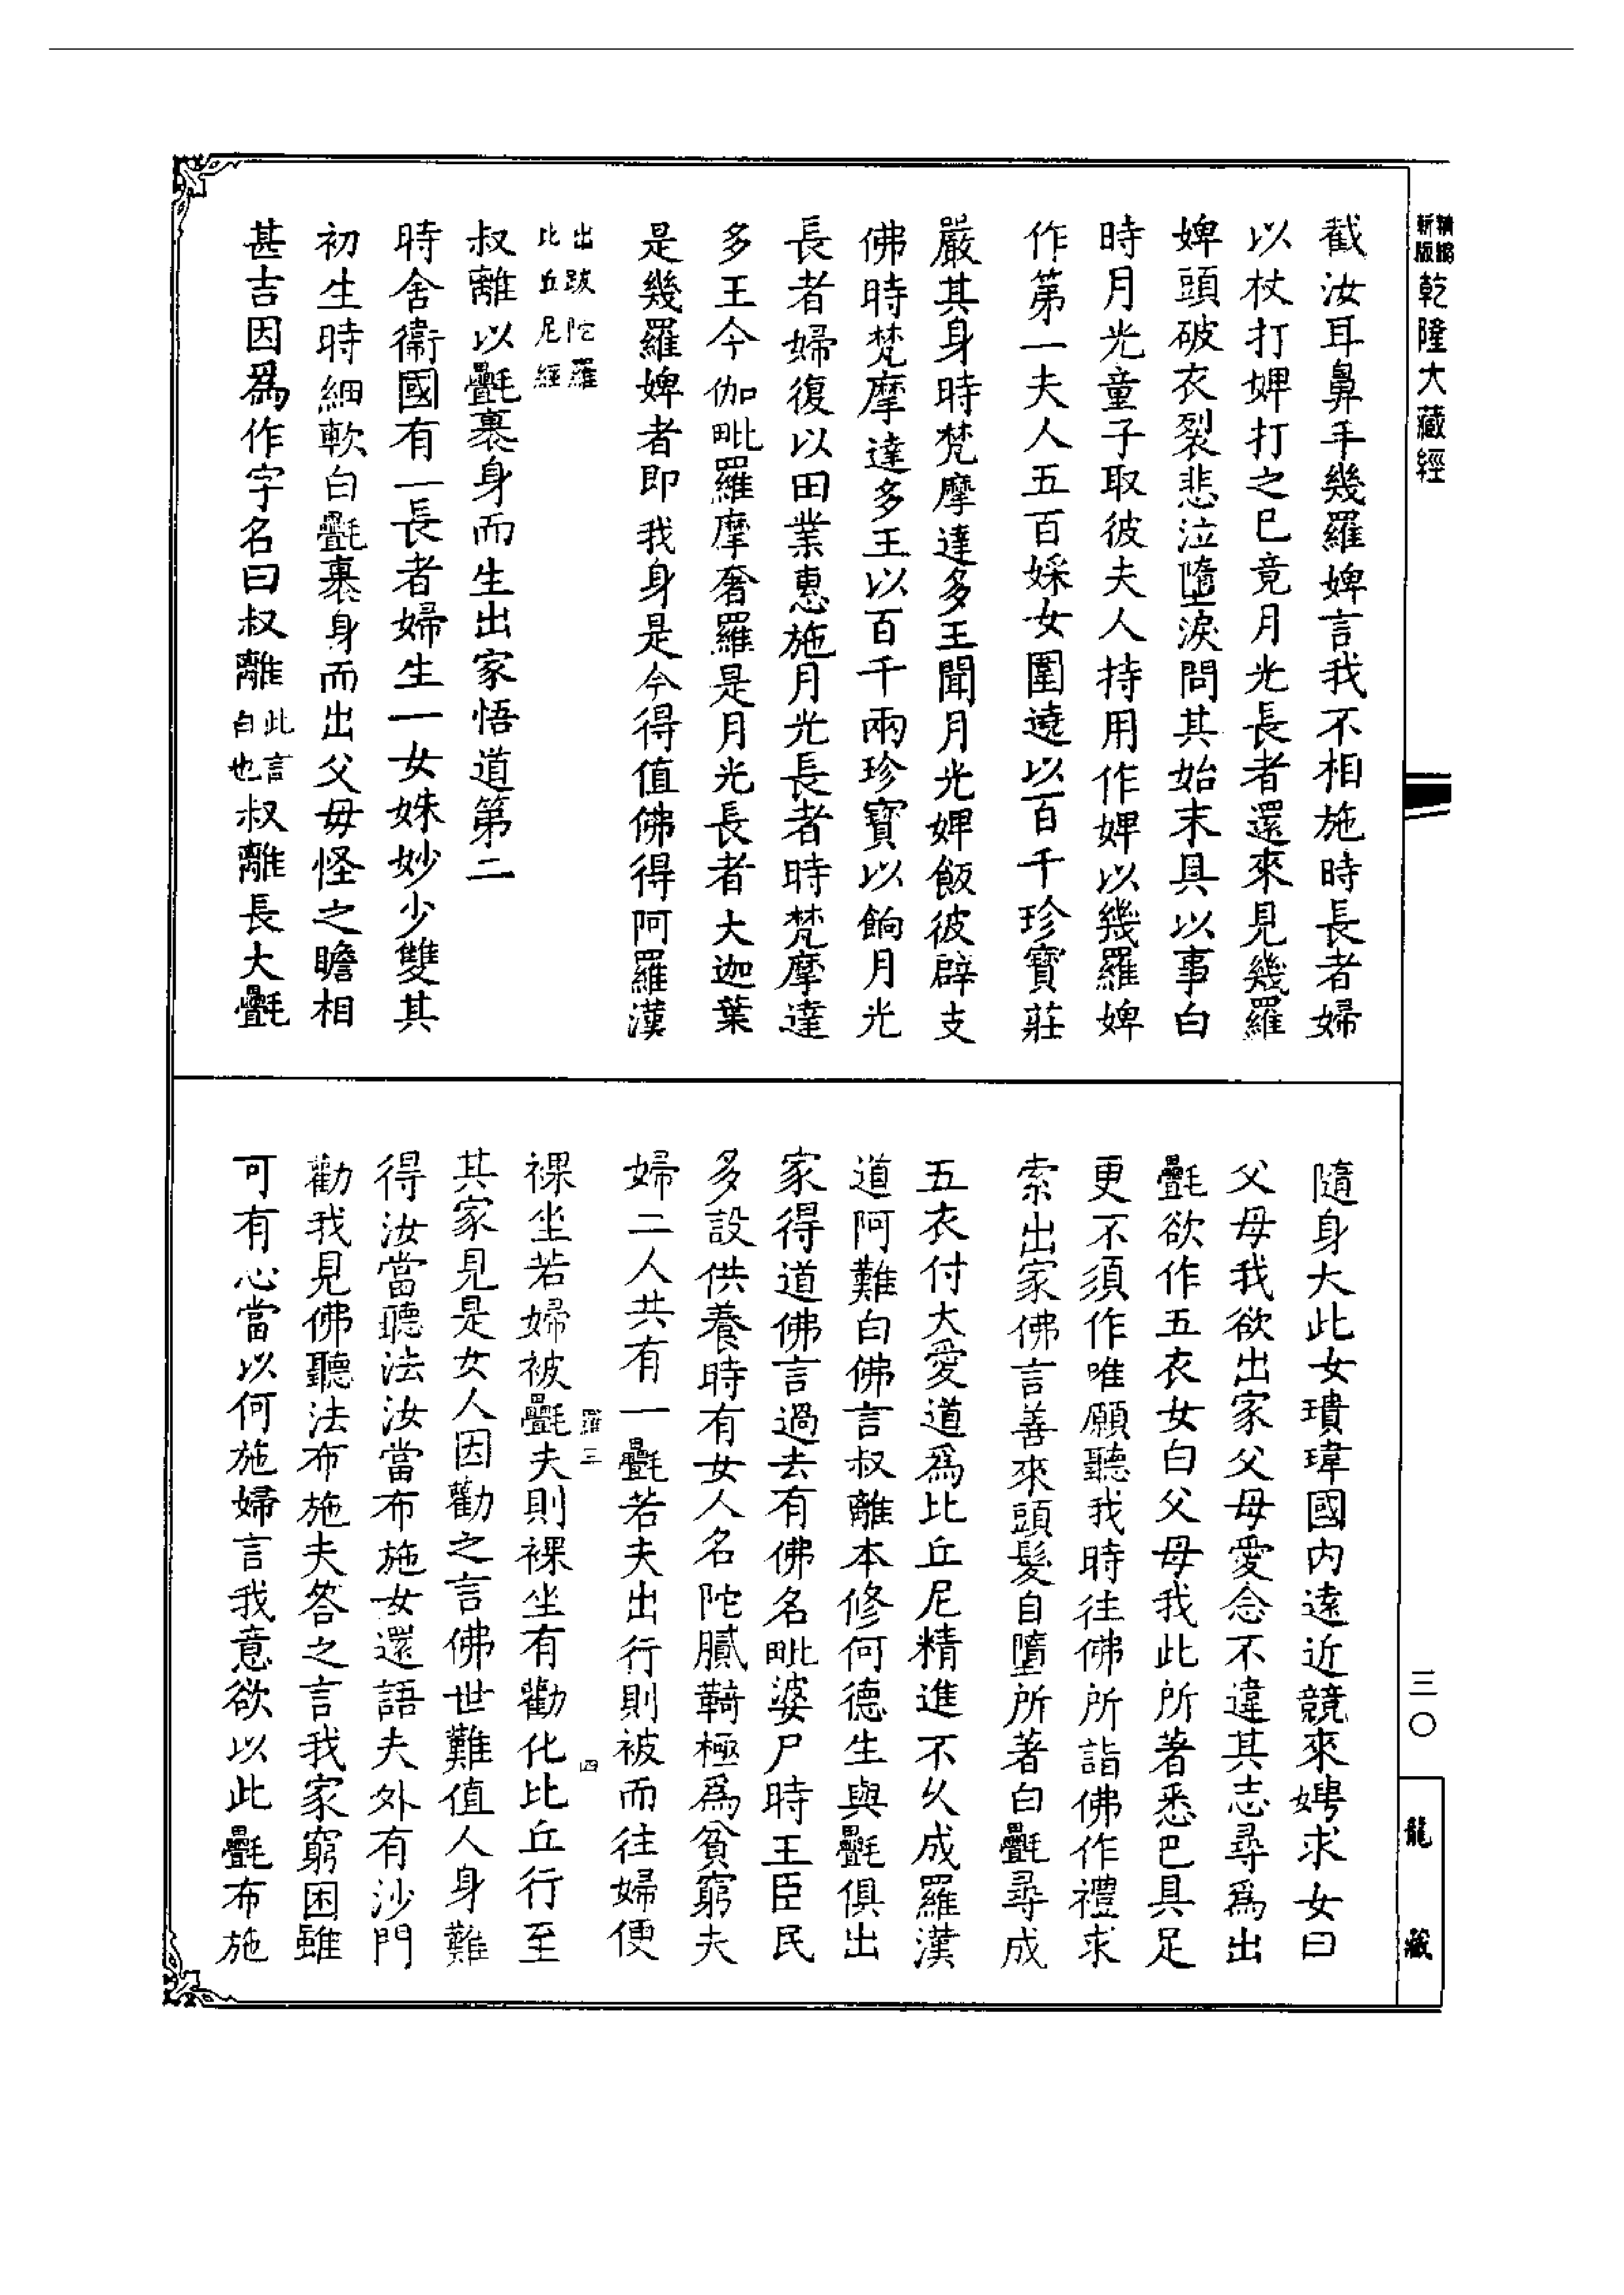 精縮
新版
乾隆大藏經
截汝耳鼻手幾羅婢言我不相施時長者婦
以杖打婢打之已竟月光長者還來見幾羅
婢頭破衣裂悲泣墮淚問其始末具以事白
時月光童子取彼夫人持用作婢以幾羅婢
作第一夫人五百婇女圍遶以百千珍寶莊
嚴其身時梵摩達多王聞月光婢飯彼辟支
佛時梵摩達多王以百千兩珍寶以餉月光
長者婦復以田業惠施月光長者時梵摩達
多王今伽毗羅摩奢羅是月光長者大迦葉
是幾羅婢者即我身是今得值佛得阿羅漢
出跋陀羅
比丘尼經
叔離以㲲裹身而生出家悟道第二
時舍衛國有一長者婦生一女姝妙少雙其
初生時細軟白㲲裹身而出父母怪之瞻相
甚吉因爲作字名曰叔離此言白也叔離長大㲲
隨身大此女瓌瑋國內遠近競來娉求女曰
父母我欲出家父母愛念不違其志尋爲出
㲲欲作五衣女白父母我此所著悉已具足
更不須作唯願聽我時往佛所詣佛作禮求
索出家佛言善來頭髮自墮所著白㲲尋成
五衣付大愛道爲比丘尼精進不久成羅漢
道阿難白佛言叔離本修何德生與㲲俱出
家得道佛言過去有佛名毗婆尸時王臣民
多設供養時有女人名陀膩䩭極爲貧窮夫
婦二人共有一㲲若夫出行則被而往婦便
羅三
四
裸坐若婦被㲲夫則裸坐有勸化比丘行至
其家見是女人因勸之言佛世難值人身難
得汝當聽法汝當布施女還語夫外有沙門
勸我見佛聽法布施夫答之言我家窮困雖
可有心當以何施婦言我意欲以此㲲布施
三〇
龍藏